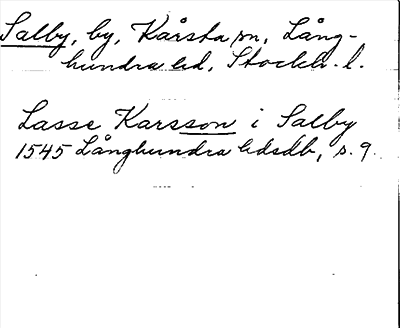 Salby, by, Kårsta sn, Lång-
hundra hd, Stockh. l.
Lasse Karsson i Salby
1545 Långhundra hdsdb, s. 9.